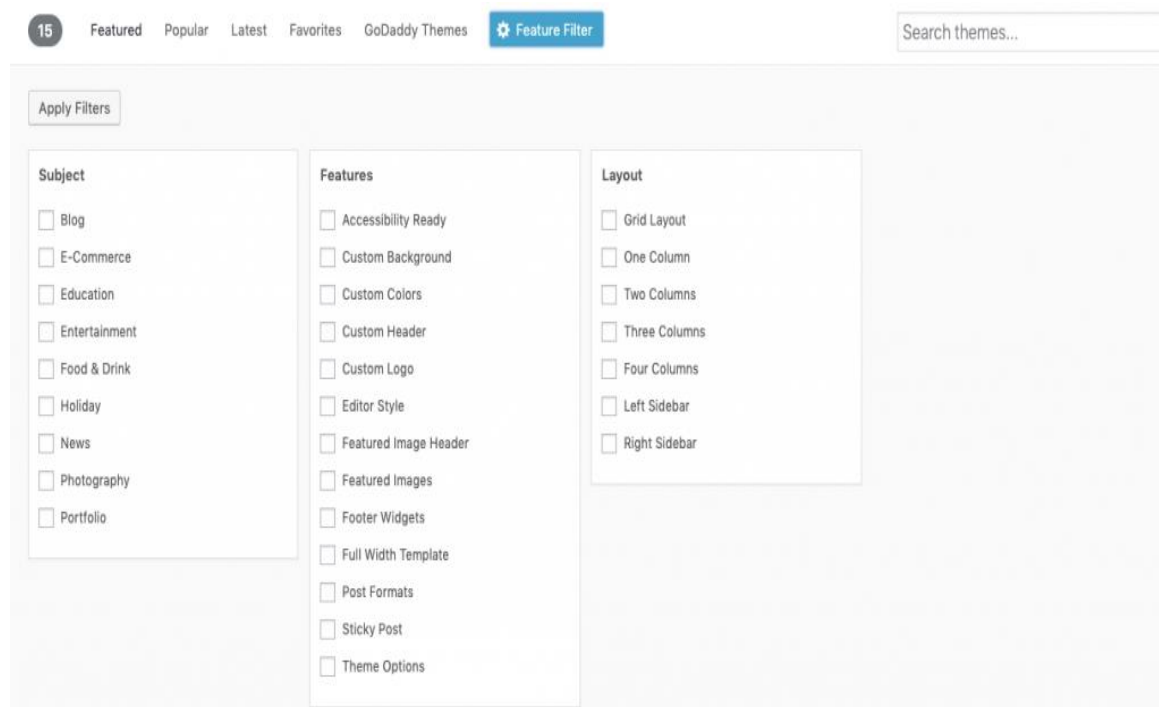 15 Featured Popular Latest Favorites GoDaddy Themes Feature Filter Search themes...
Apply Filters
Subject
Blog
E-Commerce
Education
Entertainment
Food & Drink
Holiday
News
Photography
Portfolio
Features
Accessibility Ready
Custom Background
Custom Colors
Custom Header
Custom Logo
Editor Style
Featured Image Header
Featured Images
Footer Widgets
Full Width Template
Post Formats
Sticky Post
Theme Options
Layout
Grid Layout
One Column
Two Columns
Three Columns
Four Columns
Left Sidebar
Right Sidebar